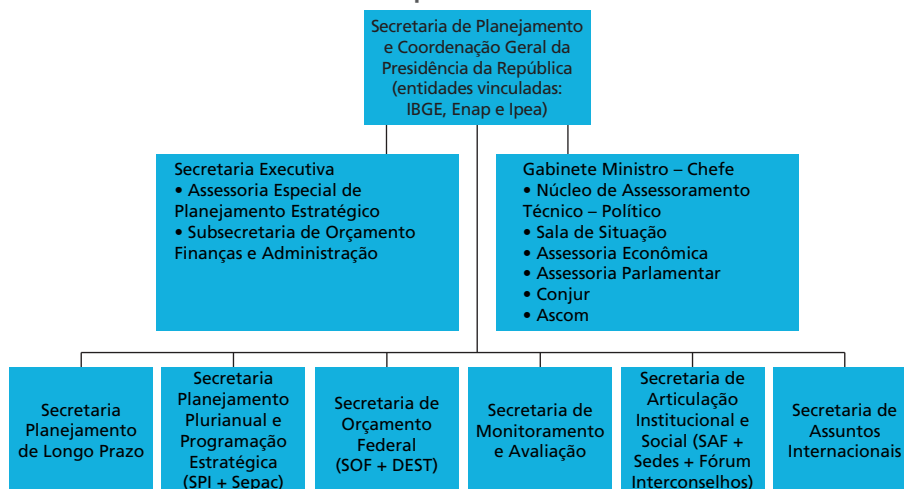 Secretaria de Planejamento
e Coordenação Geral da
Presidência da República
(entidades vinculadas:
IBGE, Enap e Ipea)
Secretaria Executiva
• Assessoria Especial de
Planejamento Estratégico
• Subsecretaria de Orçamento
Finanças e Administração
Gabinete Ministro – Chefe
• Núcleo de Assessoramento
Técnico – Político
• Sala de Situação
• Assessoria Econômica
• Assessoria Parlamentar
• Conjur
• Ascom
Secretaria
Planejamento
de Longo Prazo
Secretaria
Planejamento
Plurianual e
Programação
Estratégica
(SPI + Sepac)
Secretaria de
Orçamento
Federal
(SOF + DEST)
Secretaria de
Monitoramento
e Avaliação
Secretaria de
Articulação
Institucional e
Social (SAF +
Sedes + Fórum
Interconselhos)
Secretaria de
Assuntos
Internacionais